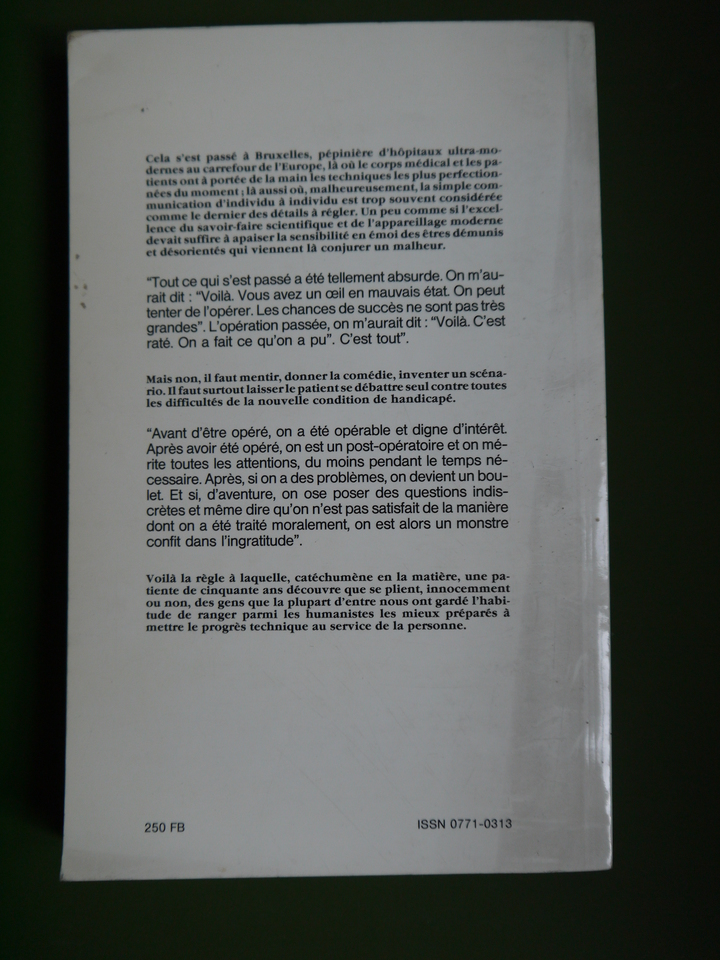 Cela s'est passé à Bruxelles, pépinière d'hôpitaux ultra-mo-
dernes au carrefour de l'Europe, là où le corps médical et les pa-
tients ont à portée de la main les techniques les plus perfection-
nées du moment ; là aussi où, malheureusement, la simple com-
munication d'individu à individu est trop souvent considérée
comme le dernier des détails à régler. Un peu comme si l'excel-
lence du savoir-faire scientifique et de l'appareillage moderne
devait suffire à apaiser la sensibilité en émoi des êtres démunis
et désorientés qui viennent là conjurer un malheur.
"Tout ce qui s'est passé a été tellement absurde. On m'au-
rait dit : "Voilà. Vous avez un œil en mauvais état. On peut
tenter de l'opérer. Les chances de succès ne sont pas très
grandes". L'opération passée, on m'aurait dit : "Voilà. C'est
raté. On a fait ce qu'on a pu". C'est tout".
Mais non, il faut mentir, donner la comédie, inventer un scéna-
rio. Il faut surtout laisser le patient se débattre seul contre toutes
les difficultés de la nouvelle condition de handicapé.
"Avant d'être opéré, on a été opérable et digne d'intérêt.
Après avoir été opéré, on est un post-opératoire et on mé-
rite toutes les attentions, du moins pendant le temps né-
cessaire. Après, si on a des problèmes, on devient un bou-
let. Et si, d'aventure, on ose poser des questions indis-
crètes et même dire qu'on n'est pas satisfait de la manière
dont on a été traité moralement, on est alors un monstre
confit dans l'ingratitude".
Voilà la règle à laquelle, catéchumène en la matière, une pa-
tiente de cinquante ans découvre que se plient, innocemment
ou non, des gens que la plupart d'entre nous ont gardé l'habi-
tude de ranger parmi les humanistes les mieux préparés à
mettre le progrès technique au service de la personne.
250 FB
ISSN 0771-0313